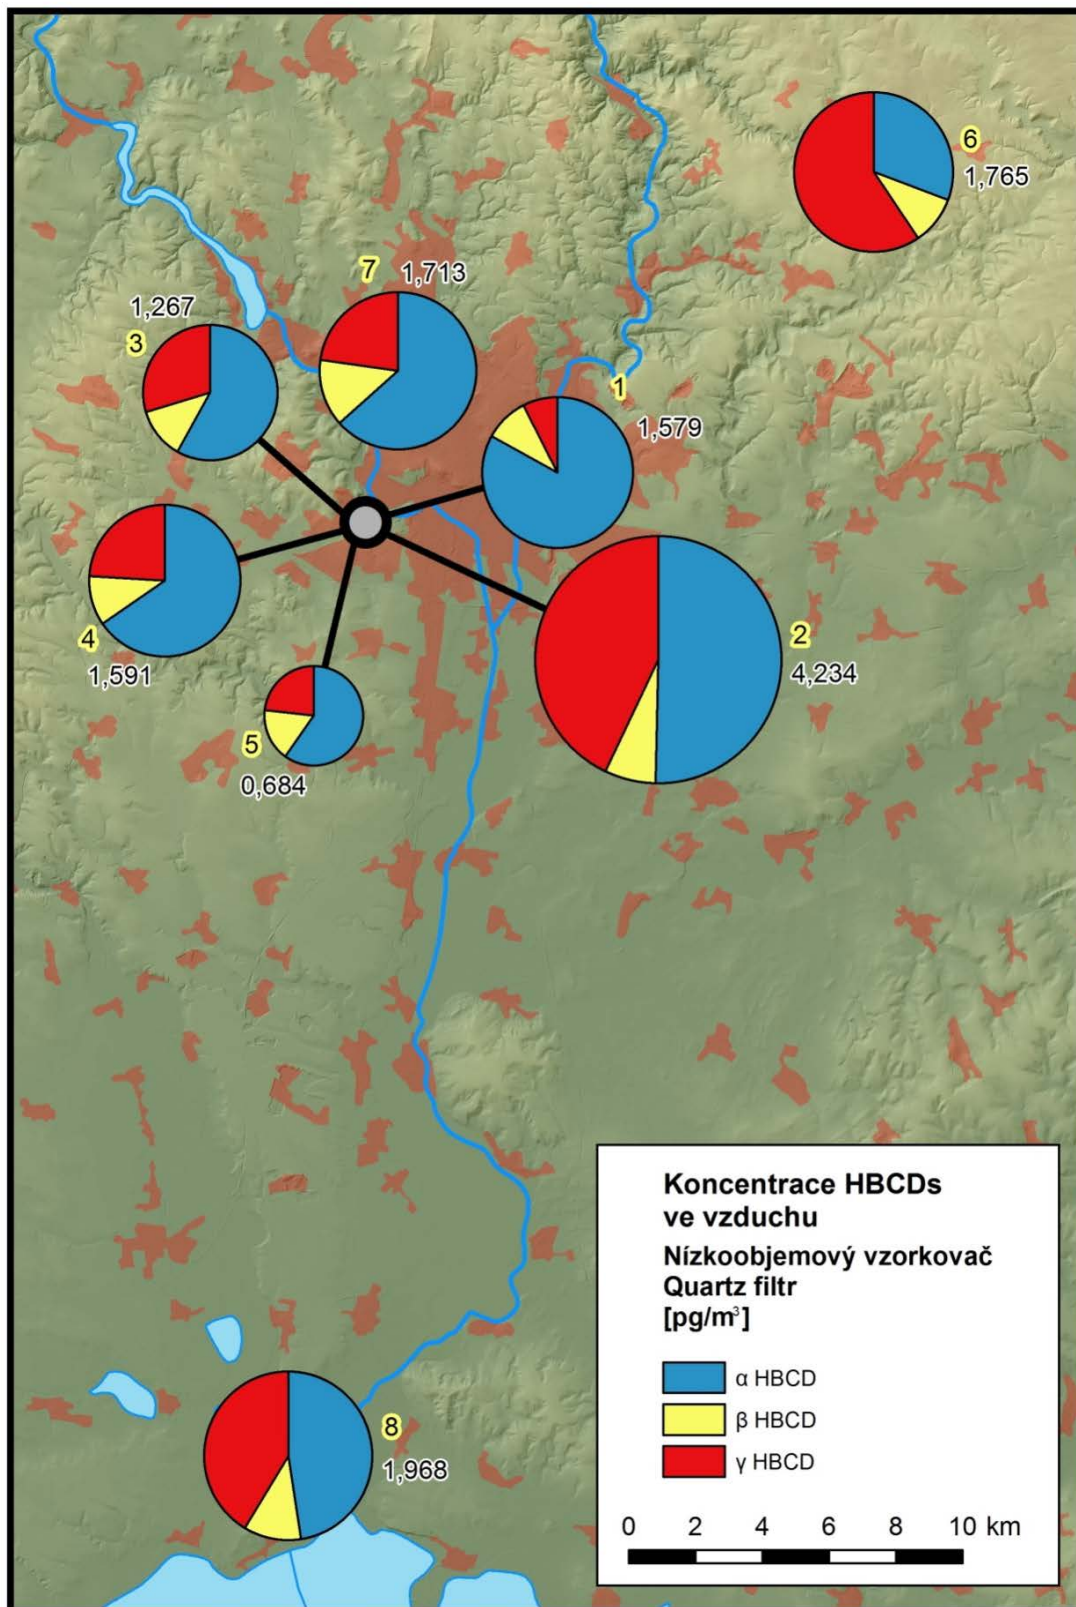 6
1,765
7
1,713
1,267
3
1
1,579
4
1,591
2
4,234
5
0,684
8
1,968
Koncentrace HBCDs
ve vzduchu
Nízkoobjemový vzorkovač
Quartz filtr
[pg/m³]
α HBCD
β HBCD
γ HBCD
0 2 4 6 8 10 km